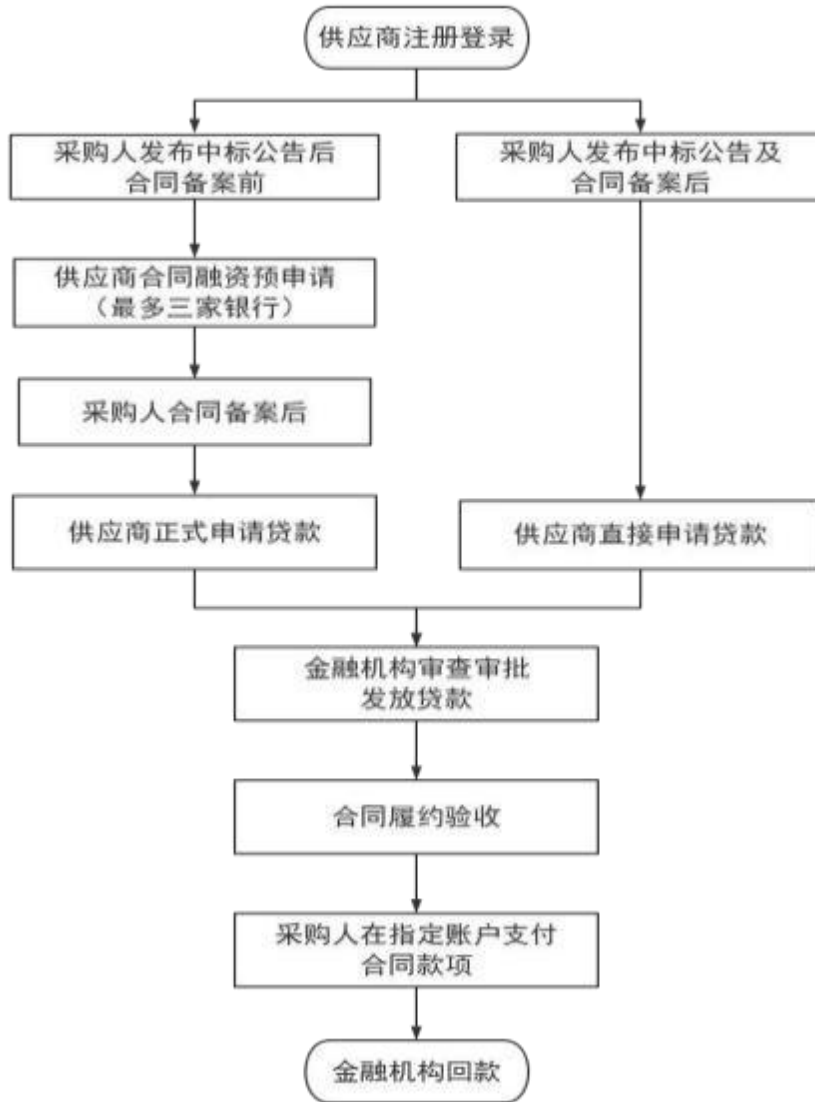 供应商注册登录
采购人发布中标公告后
合同备案前
采购人发布中标公告及
合同备案后
供应商合同融资预申请
（最多三家银行）
采购人合同备案后
供应商正式申请贷款
供应商直接申请贷款
金融机构审查审批
发放贷款
合同履约验收
采购人在指定账户支付
合同款项
金融机构回款